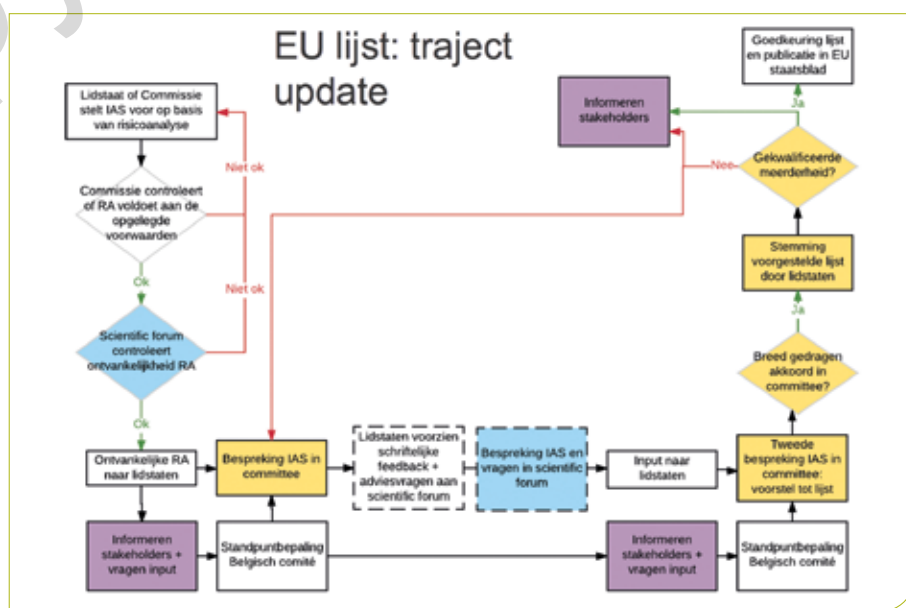 EU lijst: traject
update
Lidstaat of Commissie
stelt IAS voor op basis
van risicoanalyse
Niet ok
Commissie controleert
of RA voldoet aan de
opgelegde
voorwaarden
Ok
Niet ok
Scientific forum
controleert
ontvankelijkheid RA
Ok
Ontvankelijke RA
naar lidstaten
Informeren
stakeholders +
vragen input
Bespreking IAS in
committee
Standpuntbepaling
Belgisch comité
Lidstaten voorzien
schriftelijke
feedback +
adviesvragen aan
scientific forum
Bespreking IAS en
vragen in scientific
forum
Input naar
lidstaten
Informeren
stakeholders +
vragen input
Standpuntbepaling
Belgisch comité
Tweede
bespreking IAS in
committee:
voorstel tot lijst
Breed gedragen
akkoord in
committee?
Ja
Stemming
voorgestelde lijst
door lidstaten
Gekwalificeerde
meerderheid?
Nee
Ja
Informeren
stakeholders
Goedkeuring lijst
en publicatie in EU
staatsblad